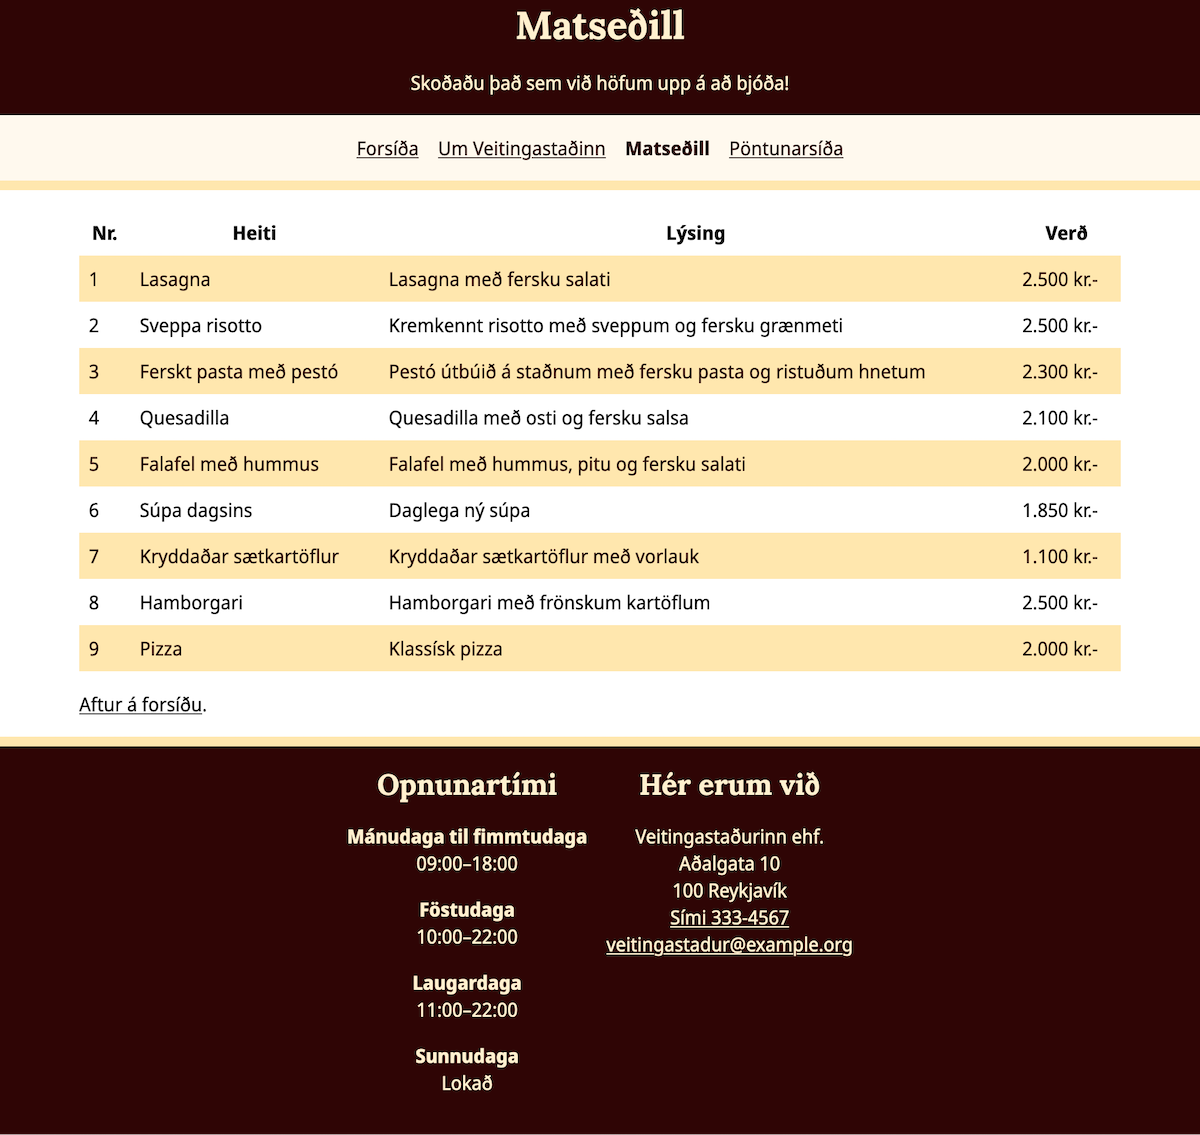 Matseðill
Skoðaðu það sem við höfum upp á að bjóða!
Forsíða Um Veitingastaðinn Matseðill Pöntunarsíða
Nr. Heiti Lýsing Verð
1 Lasagna Lasagna með fersku salati 2.500 kr.-
2 Sveppa risotto Kremkennt risotto með sveppum og fersku grænmeti 2.500 kr.-
3 Ferskt pasta með pestó Pestó útbúið á staðnum með fersku pasta og ristuðum hnetum 2.300 kr.-
4 Quesadilla Quesadilla með osti og fersku salsa 2.100 kr.-
5 Falafel með hummus Falafel með hummus, pitu og fersku salati 2.000 kr.-
6 Súpa dagsins Daglega ný súpa 1.850 kr.-
7 Kryddaðar sætkartöflur Kryddaðar sætkartöflur með vorlauk 1.100 kr.-
8 Hamborgari Hamborgari með frönskum kartöflum 2.500 kr.-
9 Pizza Klassísk pizza 2.000 kr.-
Aftur á forsíðu.
Opnunartími
Mánudaga til fimmtudaga
09:00–18:00
Föstudaga
10:00–22:00
Laugardaga
11:00–22:00
Sunnudaga
Lokað
Hér erum við
Veitingastaðurinn ehf.
Aðalgata 10
100 Reykjavík
Sími 333-4567
veitingastadur@example.org